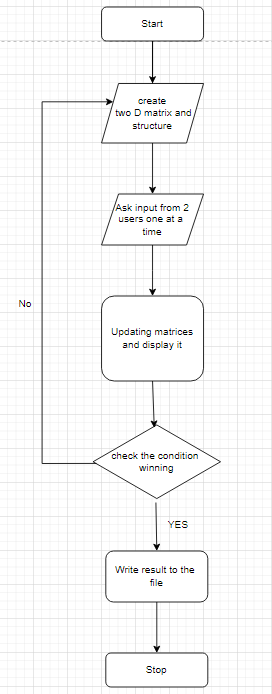 Start
create
two D matrix and
structure
Ask input from 2
users one at a
time
No
Updating matrices
and display it
check the condition
winning
YES
Write result to the
file
Stop